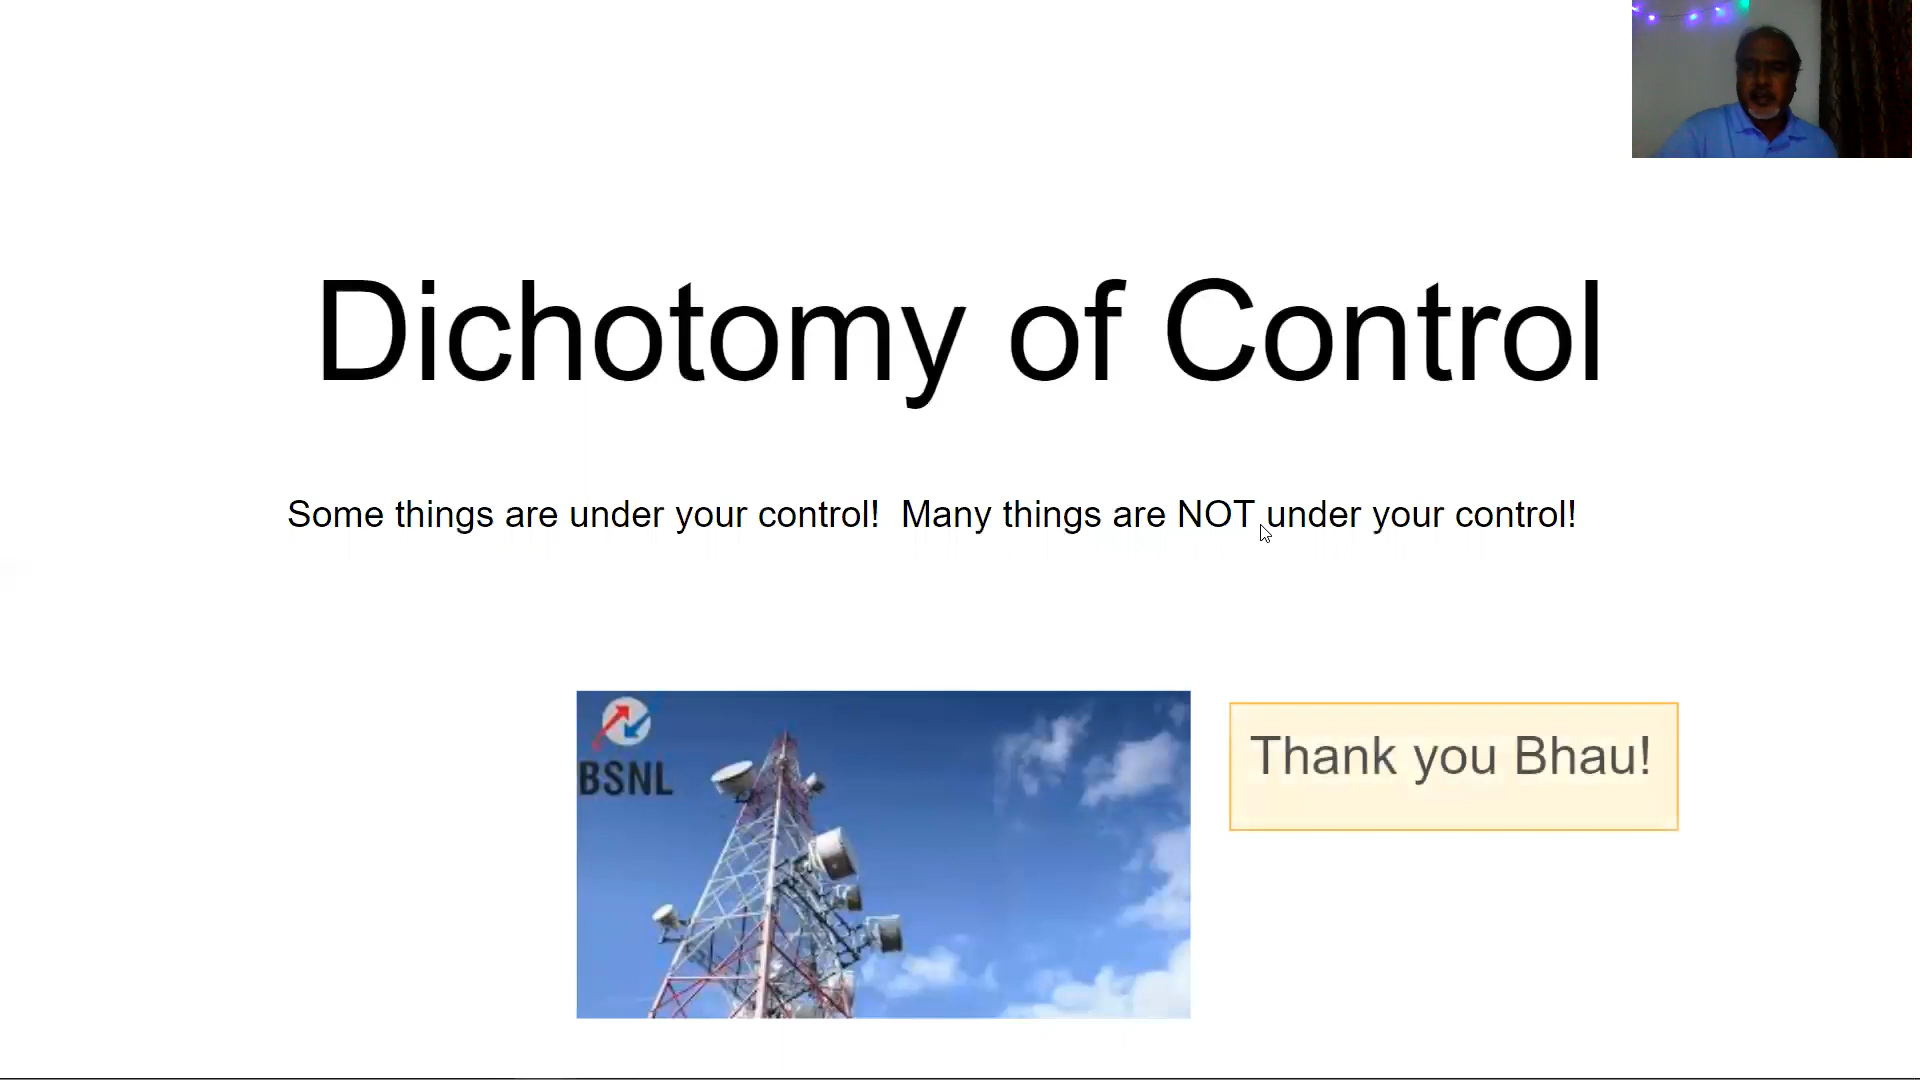 Dichotomy of Control
Some things are under your control!  Many things are NOT under your control!
BSNL
Thank you Bhau!